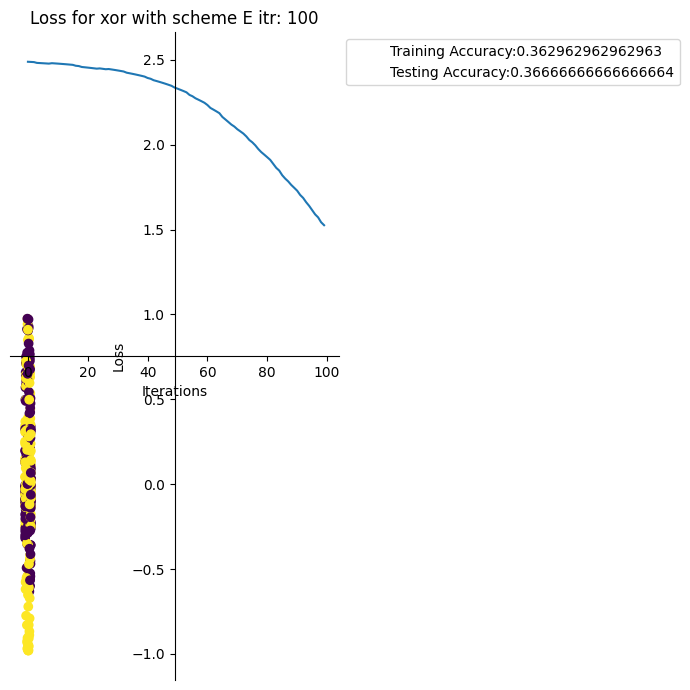 Loss for xor with scheme E itr: 100
Training Accuracy:0.362962962962963
Testing Accuracy:0.36666666666666664
2.5
2.0
1.5
1.0
Loss
20
40
60
80
100
Iterations
0.5
0.0
−0.5
−1.0